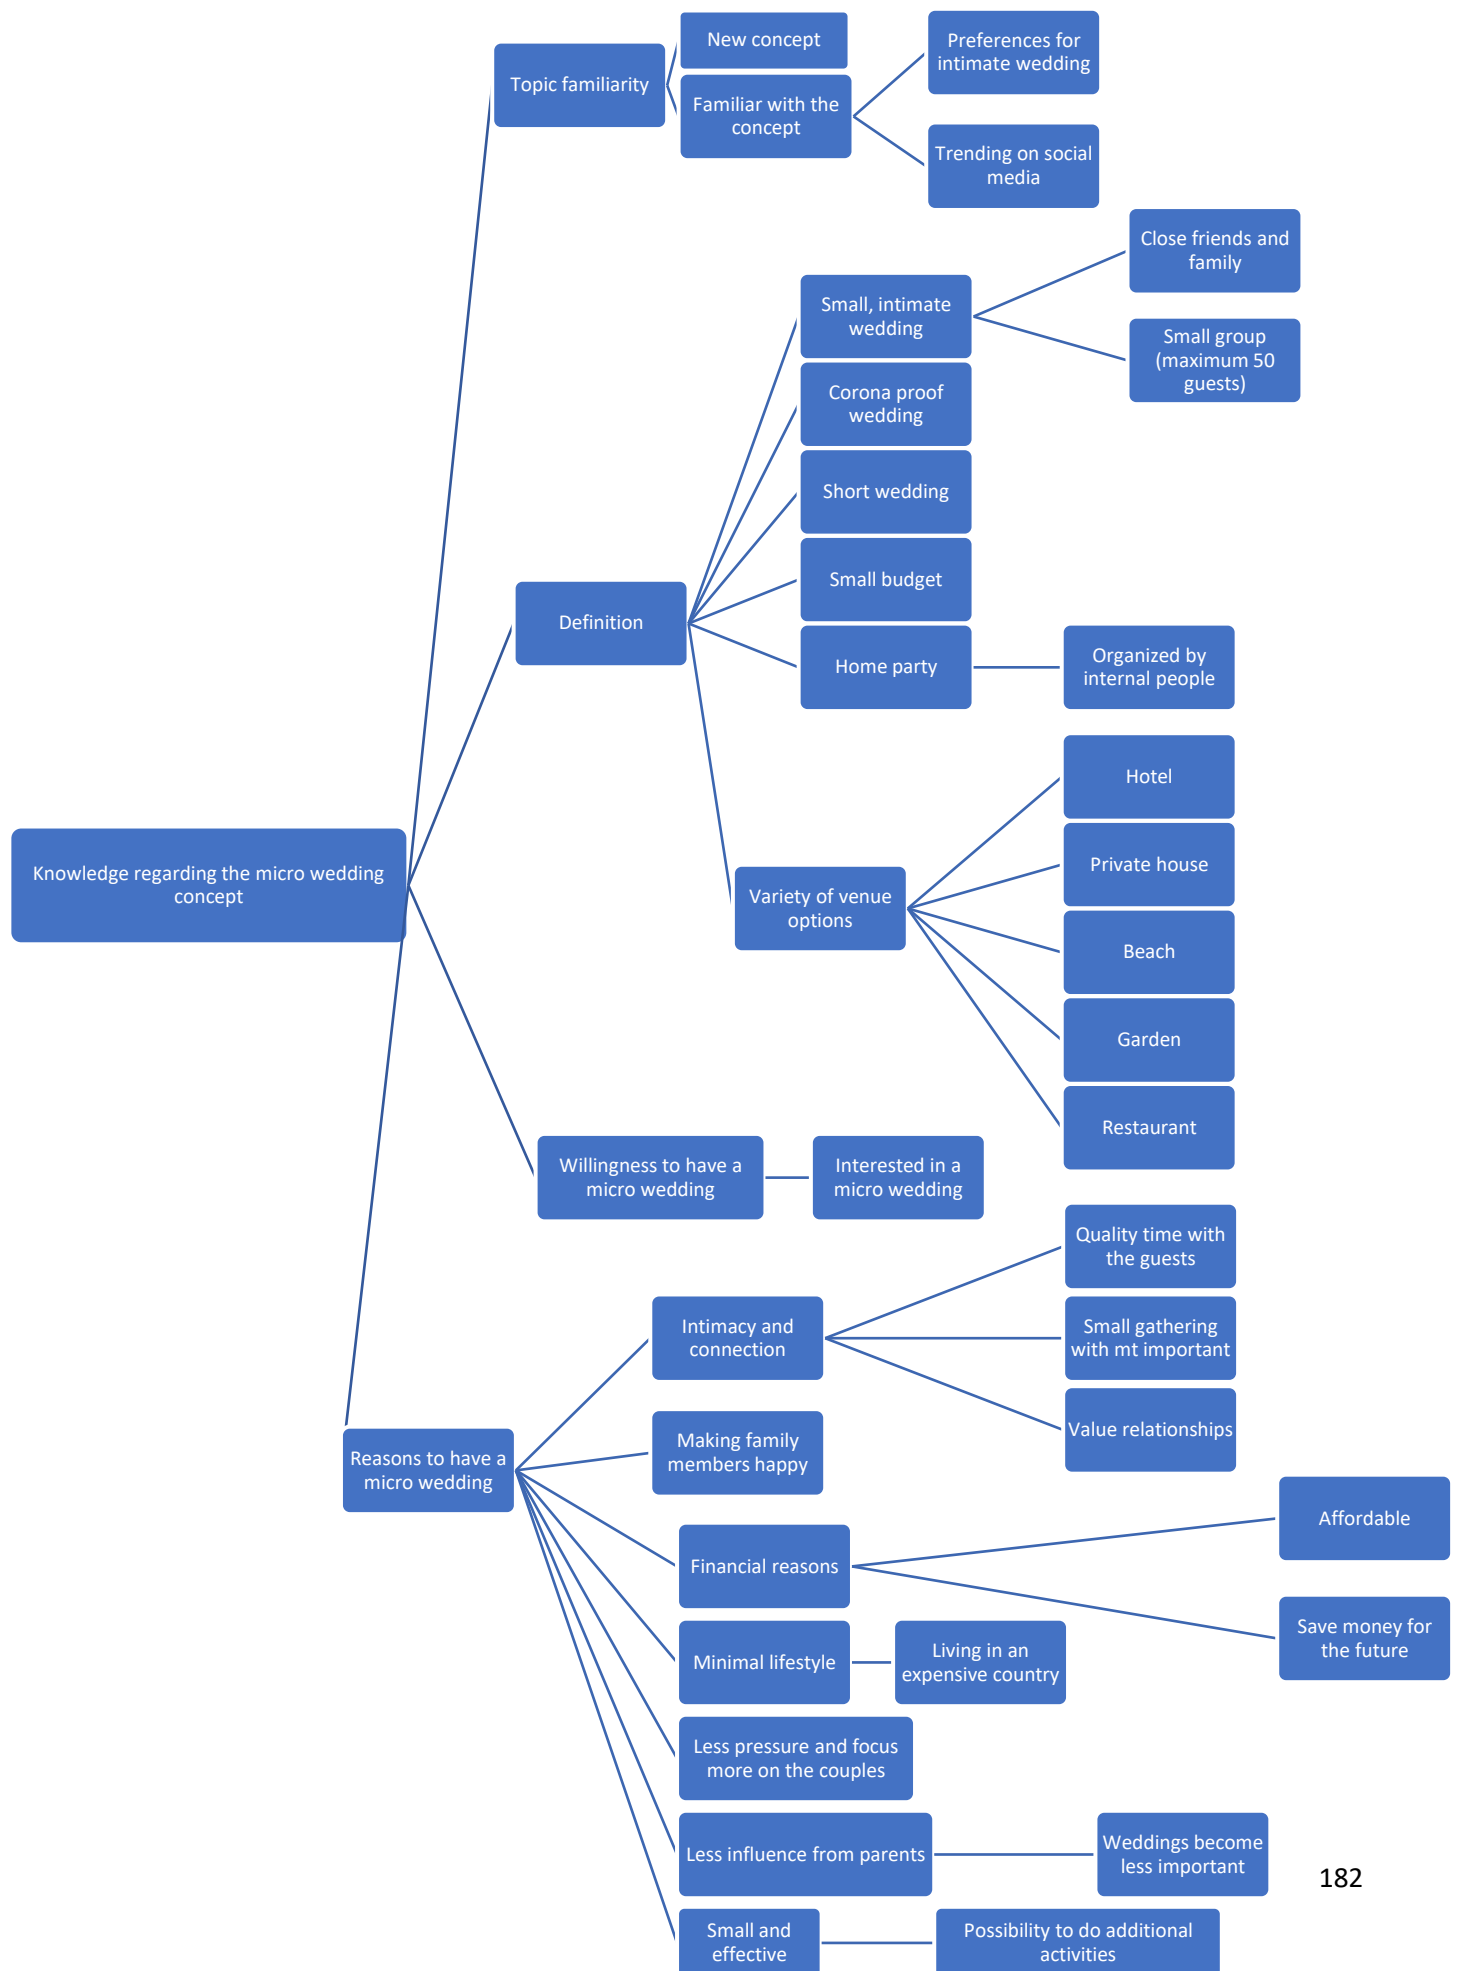 New concept
Preferences for
intimate wedding
Topic familiarity
Familiar with the
concept
Trending on social
media
Close friends and
family
Small, intimate
wedding
Small group
(maximum 50
guests)
Corona proof
wedding
Short wedding
Small budget
Definition
Home party
Organized by
internal people
Hotel
Private house
Knowledge regarding the micro wedding
concept
Variety of venue
options
Beach
Garden
Restaurant
Willingness to have a
micro wedding
Interested in a
micro wedding
Quality time with
the guests
Intimacy and
connection
Small gathering
with mt important
Value relationships
Making family
members happy
Reasons to have a
micro wedding
Affordable
Financial reasons
Save money for
the future
Minimal lifestyle
Living in an
expensive country
Less pressure and focus
more on the couples
Less influence from parents
Weddings become
less important
182
Small and
effective
Possibility to do additional
activities